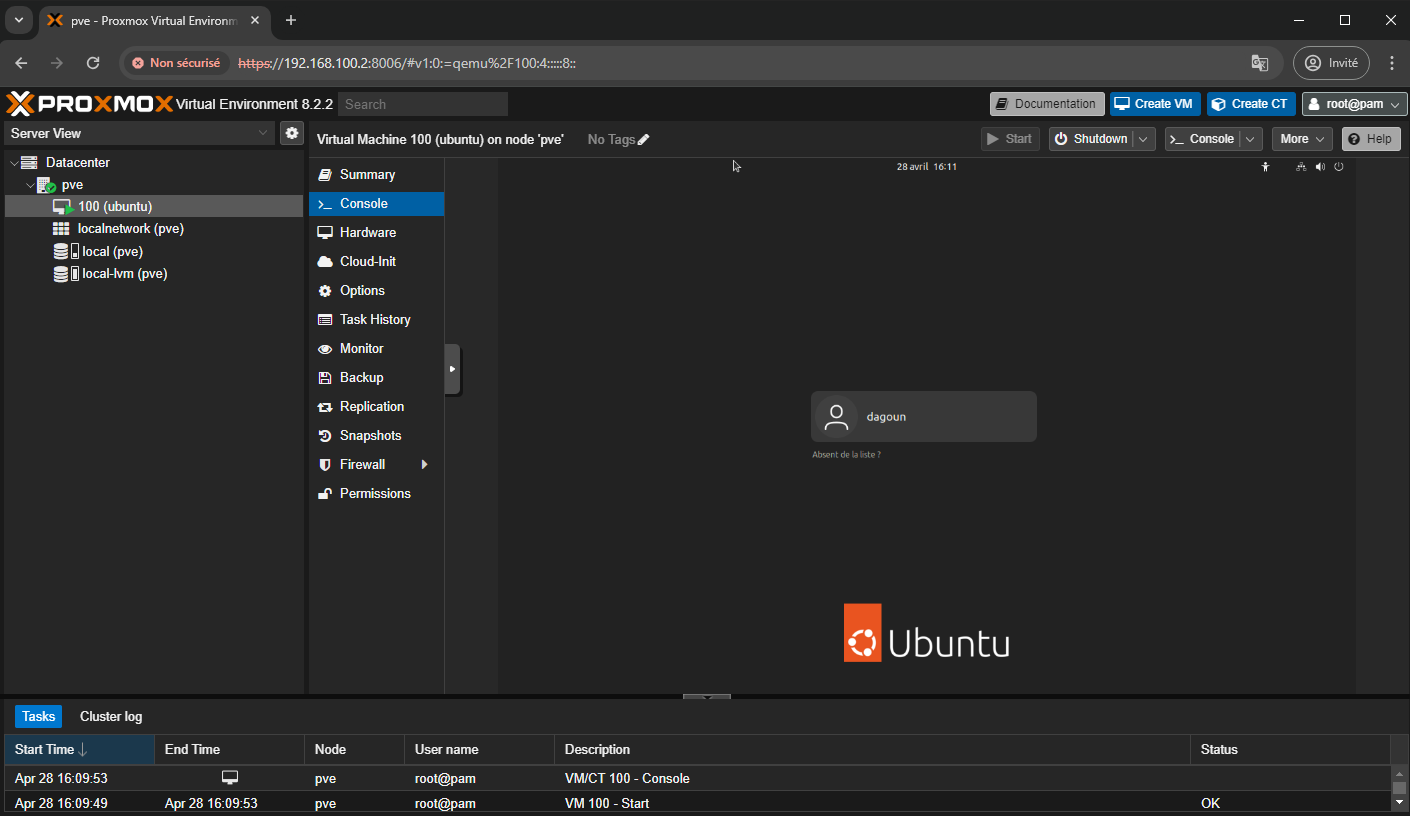 pve - Proxmox Virtual Environm
Non sécurisé https://192.168.100.2:8006/#v1:0:=qemu%2F100:4:::::8:: Invité
PROXMOX Virtual Environment 8.2.2 Search Documentation Create VM Create CT root@pam
Server View
Virtual Machine 100 (ubuntu) on node 'pve' No Tags Start Shutdown Console More Help
Datacenter
pve
100 (ubuntu)
localnetwork (pve)
local (pve)
local-lvm (pve)
Summary
Console
Hardware
Cloud-Init
Options
Task History
Monitor
Backup
Replication
Snapshots
Firewall
Permissions
28 avril 16:11
dagoun
Absent de la liste ?
Ubuntu
Tasks Cluster log
Start Time End Time Node User name Description Status
Apr 28 16:09:53 pve root@pam VM/CT 100 - Console
Apr 28 16:09:49 Apr 28 16:09:53 pve root@pam VM 100 - Start OK